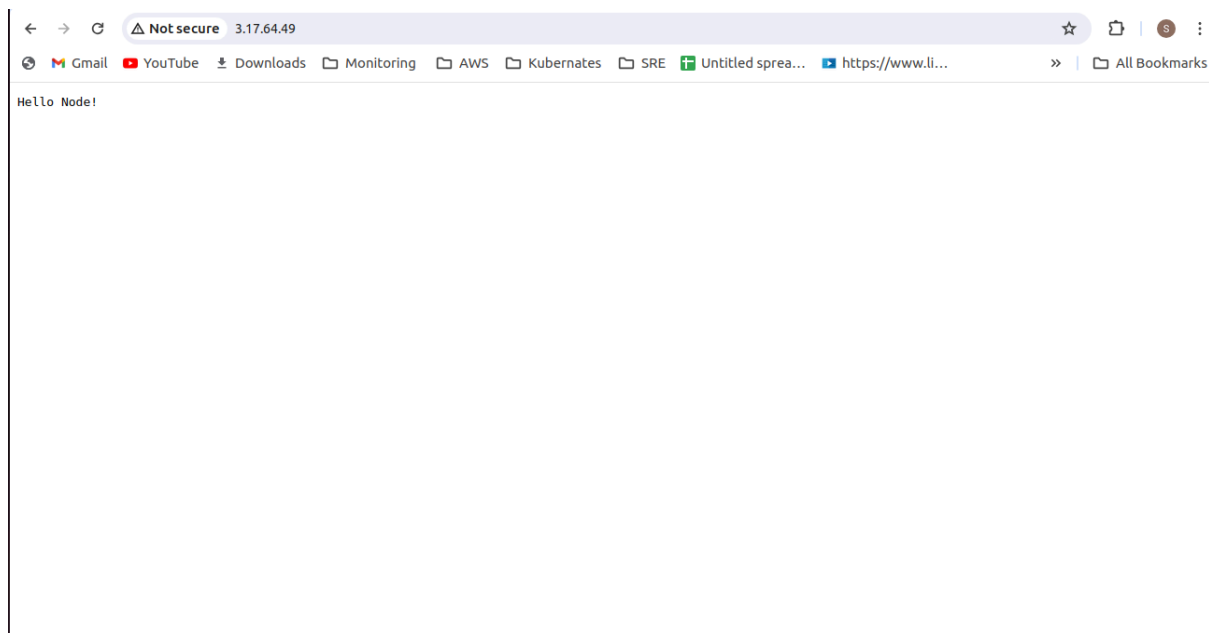 Not secure 3.17.64.49 S
Gmail YouTube Downloads Monitoring AWS Kubernates SRE Untitled sprea... https://www.li... » All Bookmarks
Hello Node!